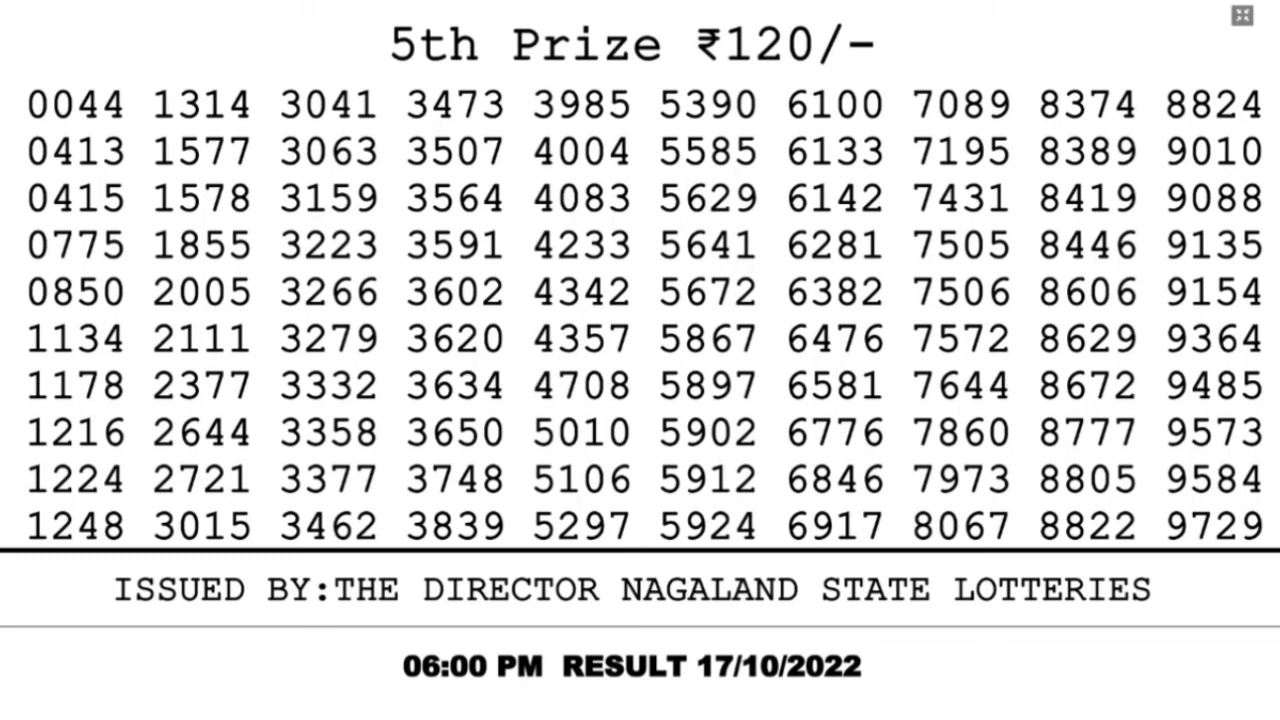 5th Prize ₹120/-
0044 1314 3041 3473 3985 5390 6100 7089 8374 8824
0413 1577 3063 3507 4004 5585 6133 7195 8389 9010
0415 1578 3159 3564 4083 5629 6142 7431 8419 9088
0775 1855 3223 3591 4233 5641 6281 7505 8446 9135
0850 2005 3266 3602 4342 5672 6382 7506 8606 9154
1134 2111 3279 3620 4357 5867 6476 7572 8629 9364
1178 2377 3332 3634 4708 5897 6581 7644 8672 9485
1216 2644 3358 3650 5010 5902 6776 7860 8777 9573
1224 2721 3377 3748 5106 5912 6846 7973 8805 9584
1248 3015 3462 3839 5297 5924 6917 8067 8822 9729
ISSUED BY:THE DIRECTOR NAGALAND STATE LOTTERIES
06:00 PM RESULT 17/10/2022